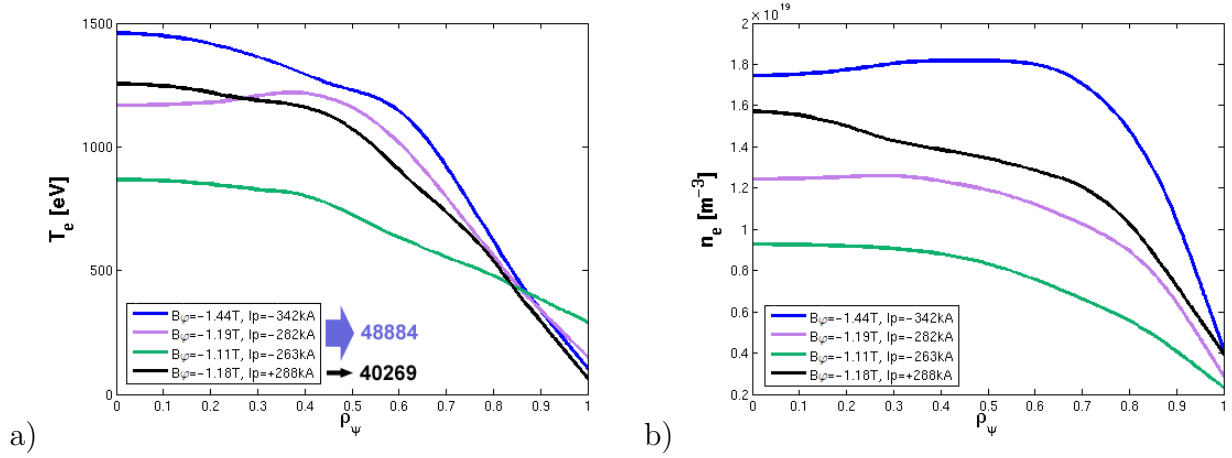 1500
1000
500
0
T_e [eV]
Bφ=−1.44T, Ip=−342kA
Bφ=−1.19T, Ip=−282kA
Bφ=−1.11T, Ip=−263kA
Bφ=−1.18T, Ip=+288kA
48884
40269
0 0.1 0.2 0.3 0.4 0.5 0.6 0.7 0.8 0.9 1
ρ_ψ
a)
× 10^19
2
1.8
1.6
1.4
1.2
1
0.8
0.6
0.4
0.2
n_e [m^−3]
Bφ=−1.44T, Ip=−342kA
Bφ=−1.19T, Ip=−282kA
Bφ=−1.11T, Ip=−263kA
Bφ=−1.18T, Ip=+288kA
0 0.1 0.2 0.3 0.4 0.5 0.6 0.7 0.8 0.9 1
ρ_ψ
b)